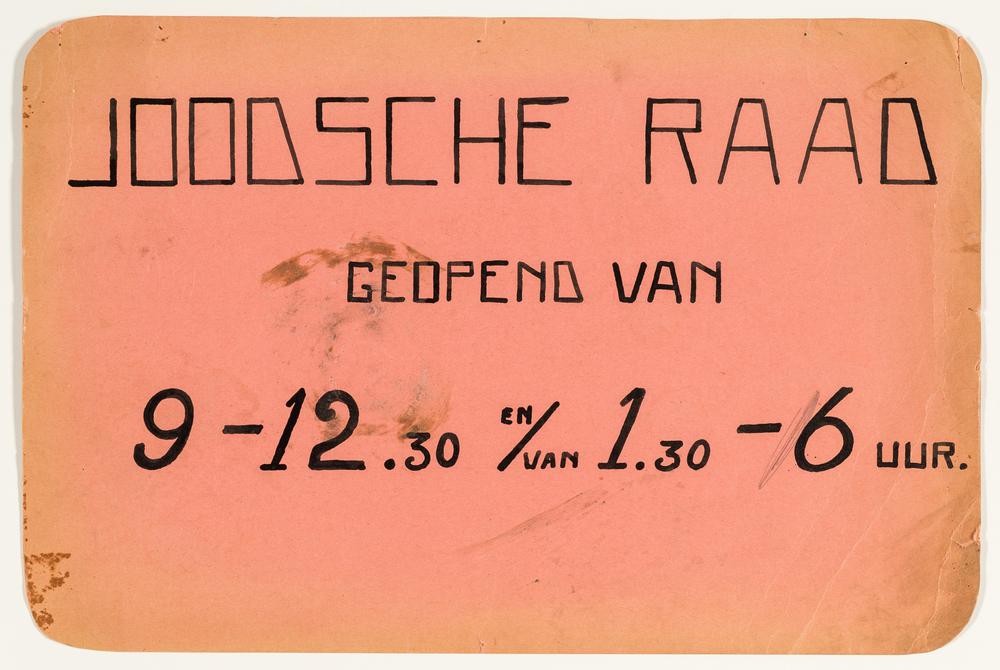 JOODSCHE RAAD
GEOPEND VAN
9-12.30 EN/VAN 1.30-6 UUR.